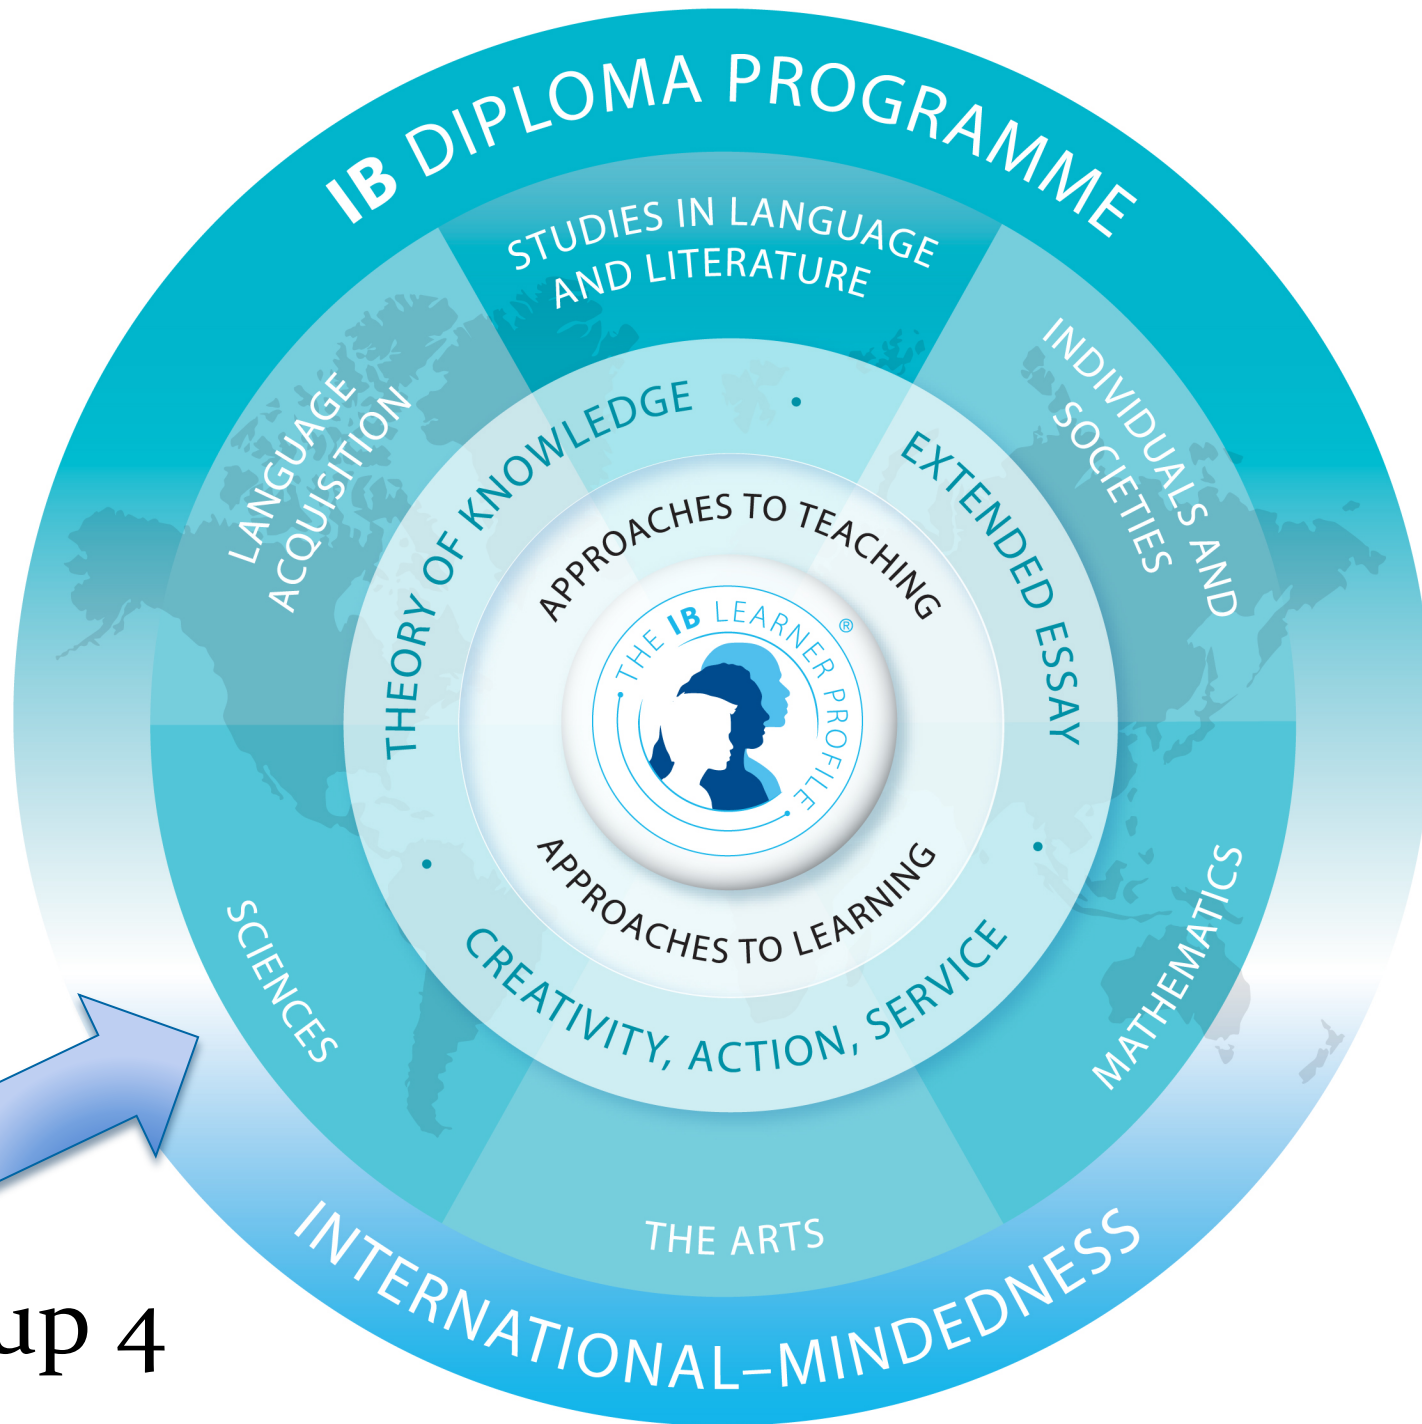 IB DIPLOMA PROGRAMME
STUDIES IN LANGUAGE
AND LITERATURE
LANGUAGE
ACQUISITION
INDIVIDUALS AND
SOCIETIES
THEORY OF KNOWLEDGE
•
EXTENDED ESSAY
APPROACHES TO TEACHING
THE IB LEARNER PROFILE ®
APPROACHES TO LEARNING
•
CREATIVITY, ACTION, SERVICE
•
SCIENCES
MATHEMATICS
THE ARTS
INTERNATIONAL–MINDEDNESS
up 4